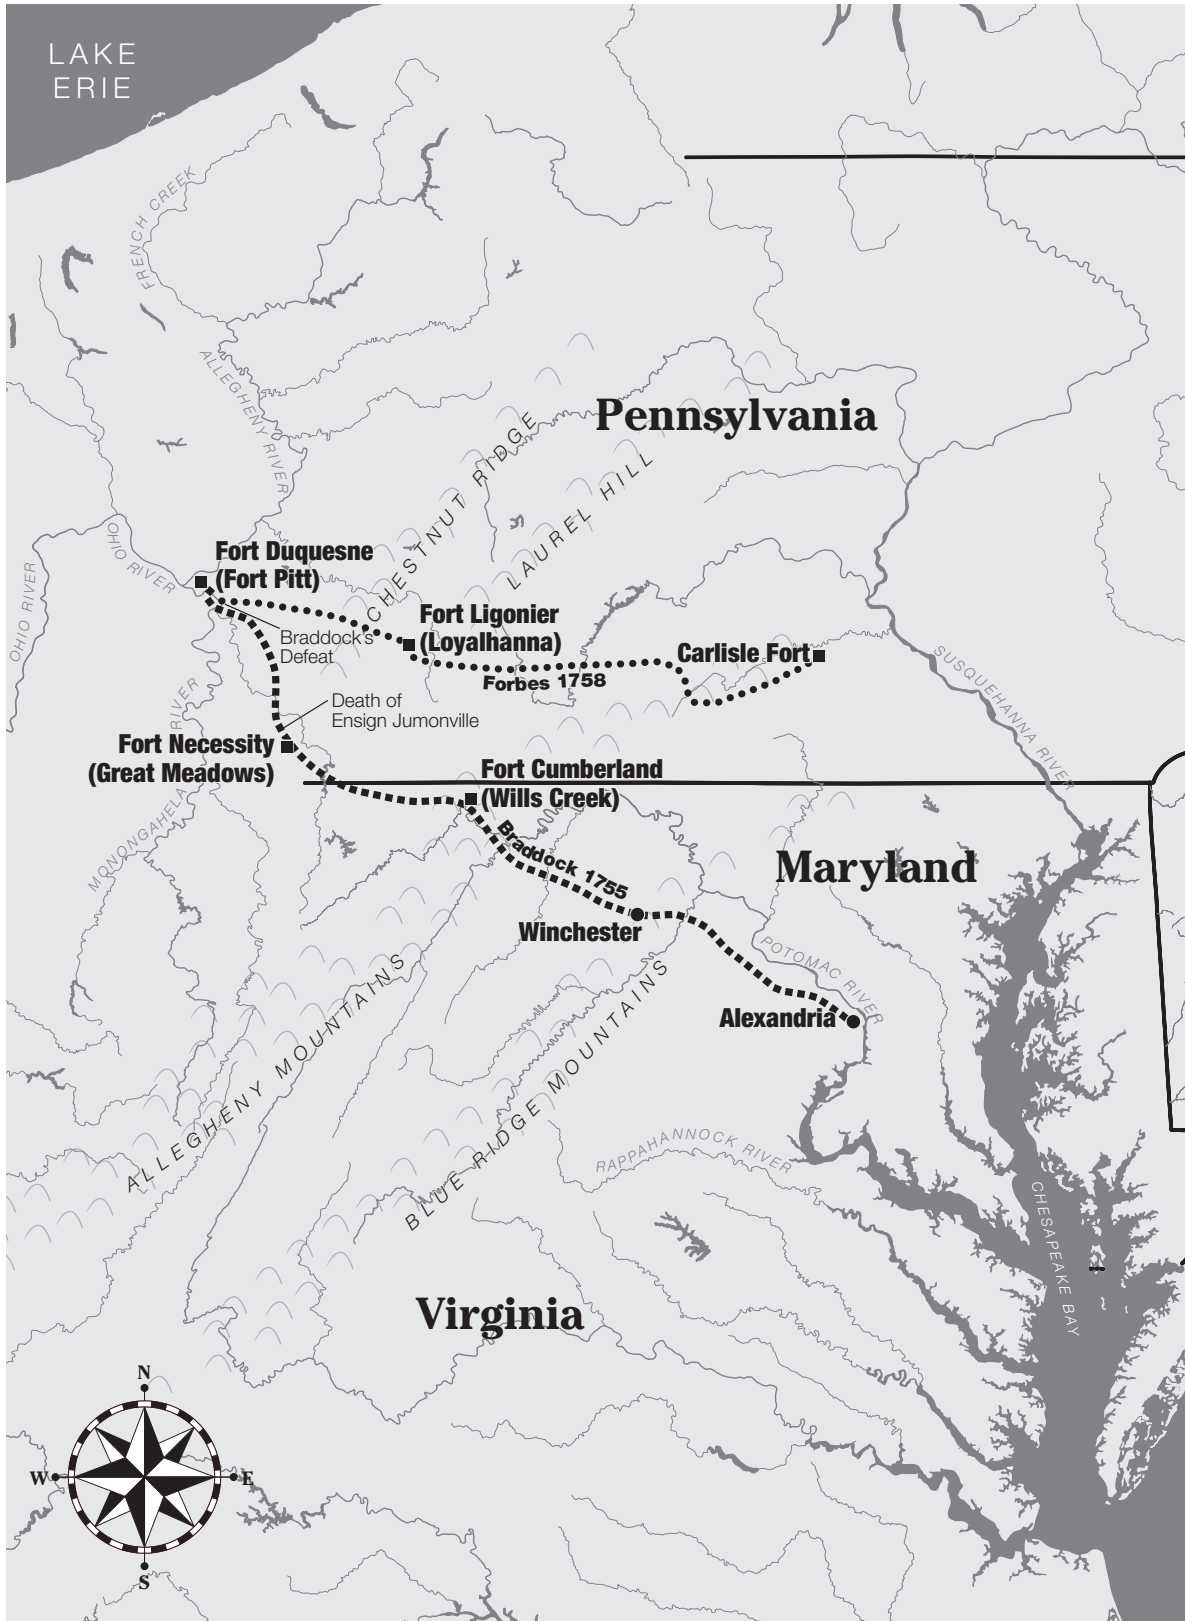 LAKE
ERIE
FRENCH CREEK
ALLEGHENY RIVER
Pennsylvania
CHESTNUT RIDGE
LAUREL HILL
OHIO RIVER
OHIO RIVER
Fort Duquesne
(Fort Pitt)
Braddock's
Defeat
Fort Ligonier
(Loyalhanna)
Carlisle Fort
Forbes 1758
SUSQUEHANNA RIVER
Death of
Ensign Jumonville
Fort Necessity
(Great Meadows)
MONONGAHELA RIVER
Fort Cumberland
(Wills Creek)
Braddock 1755
Maryland
Winchester
POTOMAC RIVER
Alexandria
ALLEGHENY MOUNTAINS
BLUE RIDGE MOUNTAINS
RAPPAHANNOCK RIVER
CHESAPEAKE BAY
Virginia
N
W
E
S